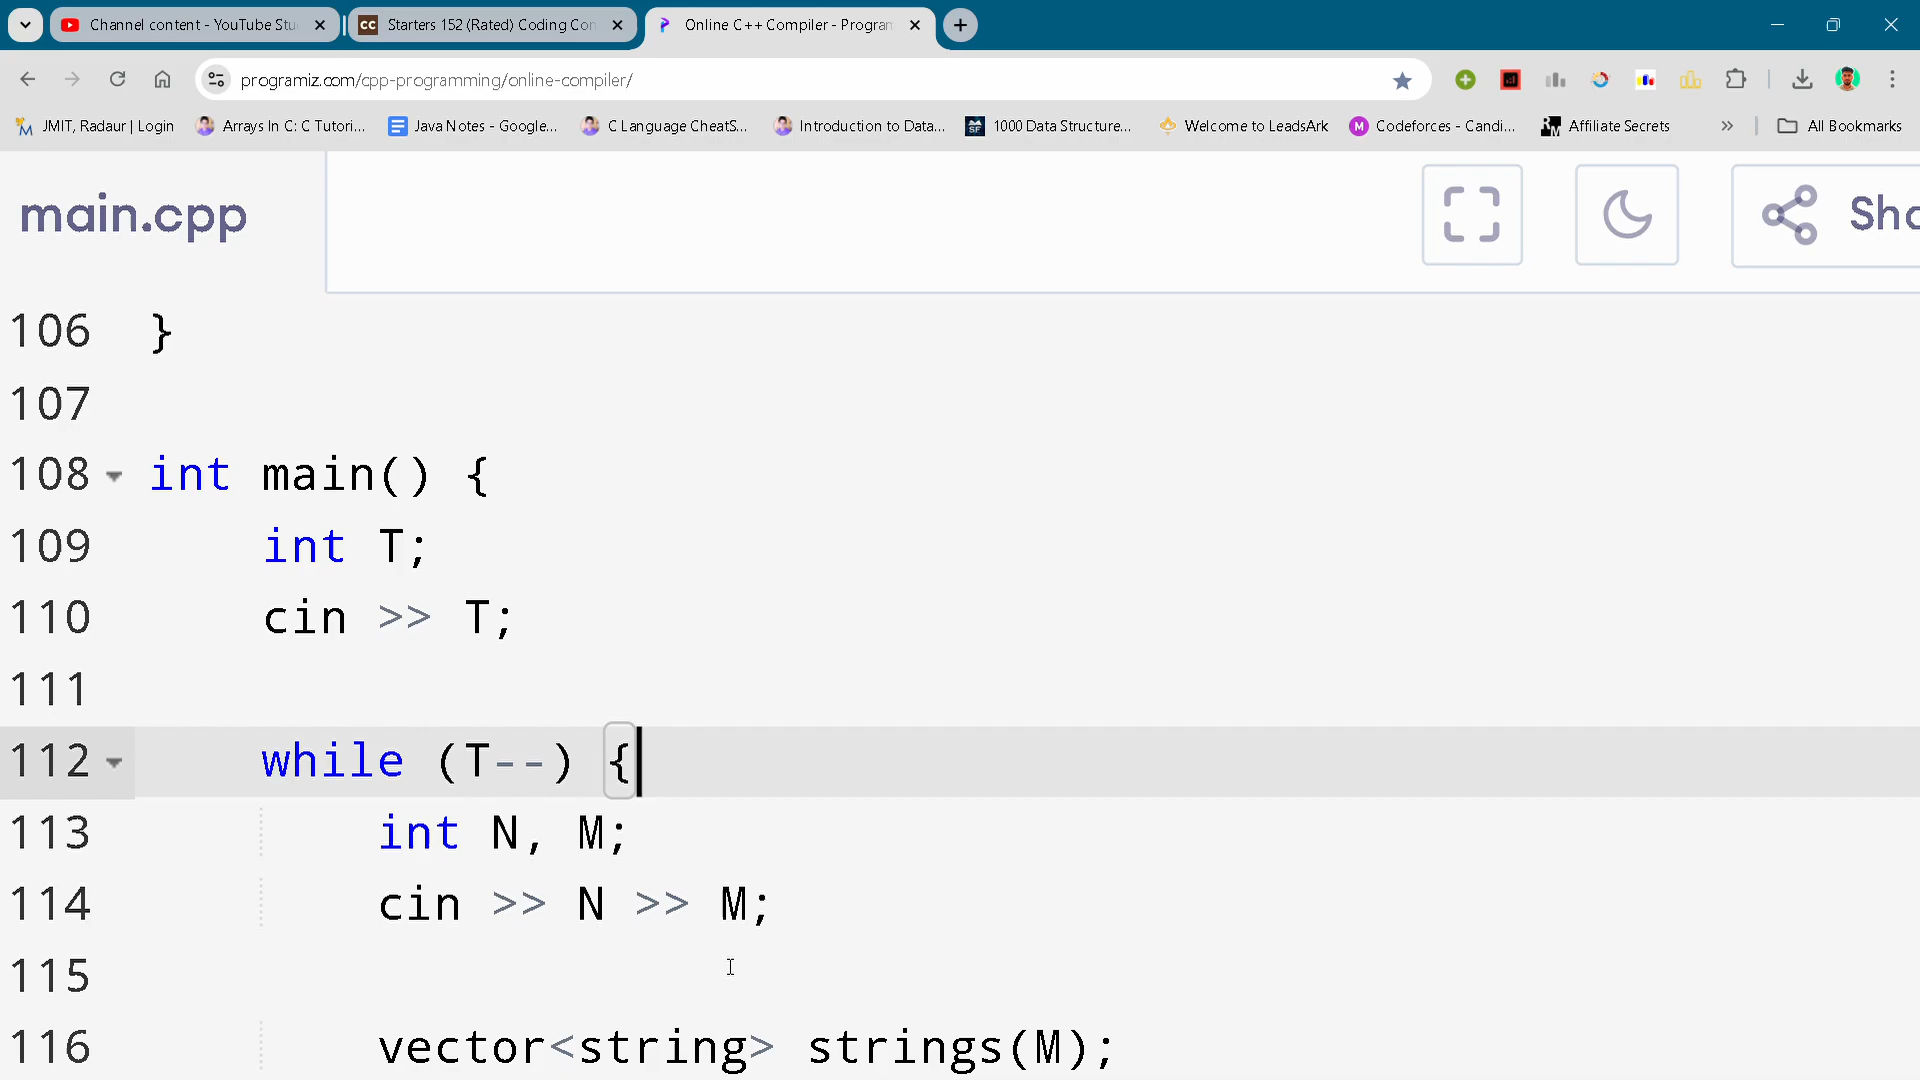 Channel content - YouTube Stu
Starters 152 (Rated) Coding Con
Online C++ Compiler - Program
programiz.com/cpp-programming/online-compiler/
JMIT, Radaur | Login
Arrays In C: C Tutori...
Java Notes - Google...
C Language CheatS...
Introduction to Data...
1000 Data Structure...
Welcome to LeadsArk
Codeforces - Candi...
Affiliate Secrets
All Bookmarks
main.cpp
Sha
106 }
107
108 int main() {
109 int T;
110 cin >> T;
111
112 while (T--) {
113 int N, M;
114 cin >> N >> M;
115
116 vector<string> strings(M);